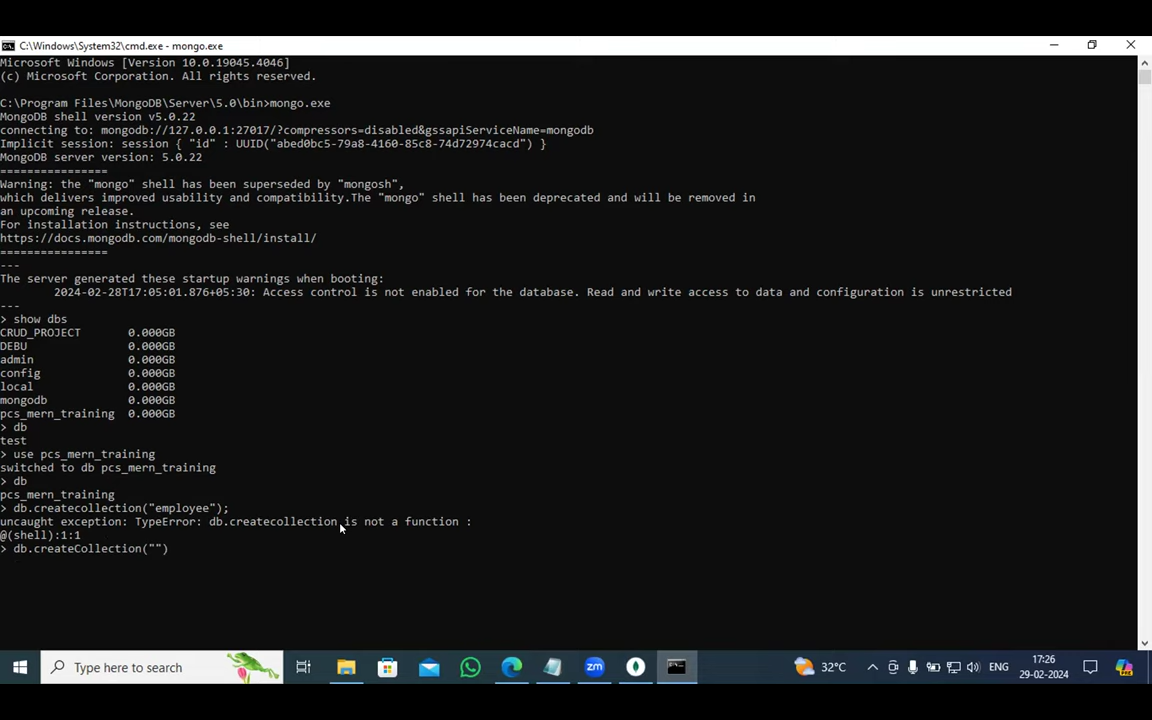 C:\Windows\System32\cmd.exe - mongo.exe
Microsoft Windows [Version 10.0.19045.4046]
(c) Microsoft Corporation. All rights reserved.
C:\Program Files\MongoDB\Server\5.0\bin>mongo.exe
MongoDB shell version v5.0.22
connecting to: mongodb://127.0.0.1:27017/?compressors=disabled&gssapiServiceName=mongodb
Implicit session: session { "id" : UUID("abed0bc5-79a8-4160-85c8-74d72974cacd") }
MongoDB server version: 5.0.22
================
Warning: the "mongo" shell has been superseded by "mongosh",
which delivers improved usability and compatibility.The "mongo" shell has been deprecated and will be removed in
an upcoming release.
For installation instructions, see
https://docs.mongodb.com/mongodb-shell/install/
================
---
The server generated these startup warnings when booting:
2024-02-28T17:05:01.876+05:30: Access control is not enabled for the database. Read and write access to data and configuration is unrestricted
---
> show dbs
CRUD_PROJECT 0.000GB
DEBU 0.000GB
admin 0.000GB
config 0.000GB
local 0.000GB
mongodb 0.000GB
pcs_mern_training 0.000GB
> db
test
> use pcs_mern_training
switched to db pcs_mern_training
> db
pcs_mern_training
> db.createcollection("employee");
uncaught exception: TypeError: db.createcollection is not a function :
@(shell):1:1
> db.createCollection("")
Type here to search
zm
32°C
ENG
17:26
29-02-2024
PRE